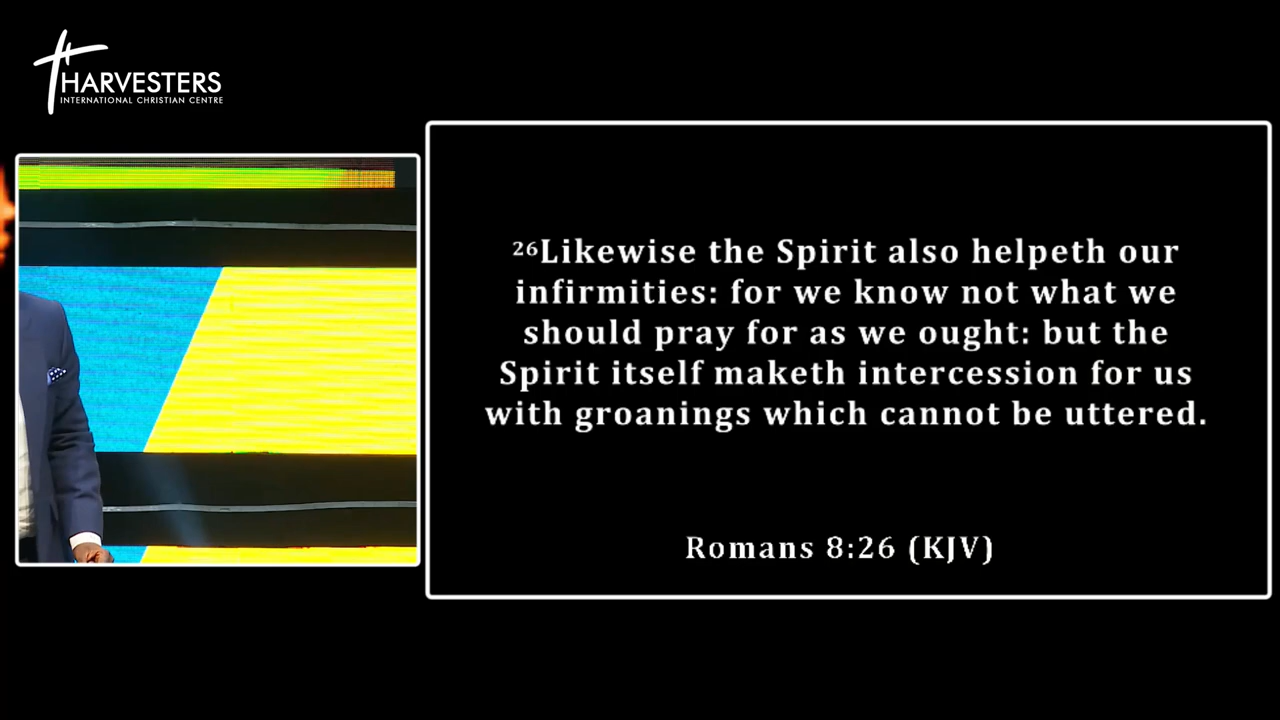 HARVESTERS
INTERNATIONAL CHRISTIAN CENTRE
26Likewise the Spirit also helpeth our
infirmities: for we know not what we
should pray for as we ought: but the
Spirit itself maketh intercession for us
with groanings which cannot be uttered.
Romans 8:26 (KJV)